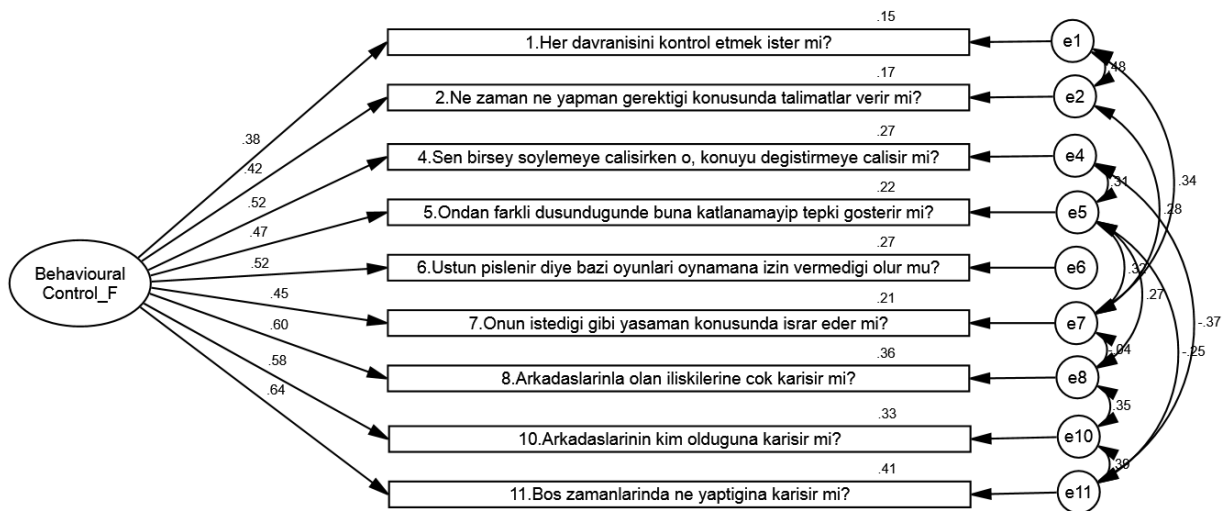 .15
1.Her davranisini kontrol etmek ister mi?
e1
.48
.17
2.Ne zaman ne yapman gerektigi konusunda talimatlar verir mi?
e2
.38
.27
.42
4.Sen birsey soylemeye calisirken o, konuyu degistirmeye calisir mi?
e4
.31
.34
.52
.22
5.Ondan farkli dusundugunde buna katlanamayip tepki gosterir mi?
e5
.28
.47
.27
Behavioural
Control_F
.52
6.Ustun pislenir diye bazi oyunlari oynamana izin vermedigi olur mu?
e6
.32
.27
.45
.21
7.Onun istedigi gibi yasaman konusunda israr eder mi?
e7
-.37
.60
.36
-.04
-.25
8.Arkadaslarinla olan iliskilerine cok karisir mi?
e8
.58
.35
.64
.33
10.Arkadaslarinin kim olduguna karisir mi?
e10
.41
11.Bos zamanlarinda ne yaptigina karisir mi?
e11